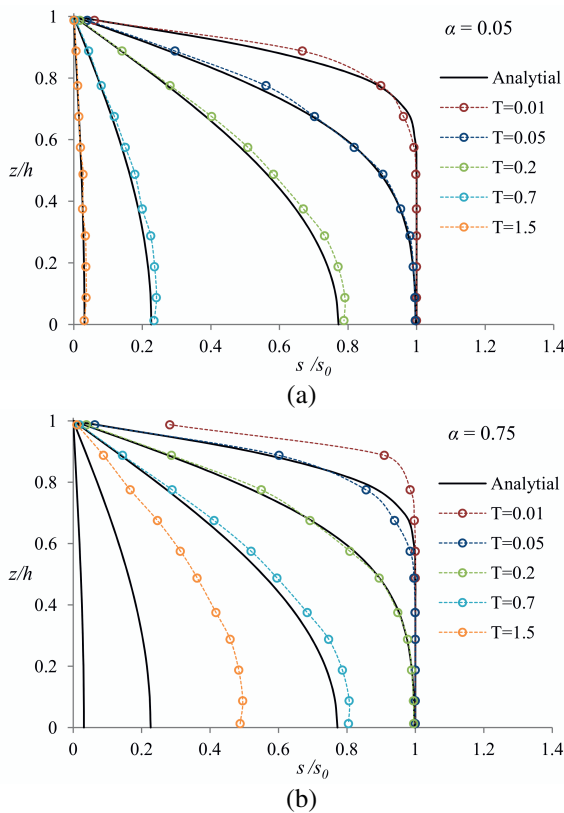 α = 0.05
1
0.8
0.6
0.4
0.2
0
z/h
Analytial
T=0.01
T=0.05
T=0.2
T=0.7
T=1.5
0 0.2 0.4 0.6 0.8 1 1.2 1.4
s /s0
(a)
α = 0.75
1
0.8
0.6
0.4
0.2
0
z/h
Analytial
T=0.01
T=0.05
T=0.2
T=0.7
T=1.5
0 0.2 0.4 0.6 0.8 1 1.2 1.4
s /s0
(b)